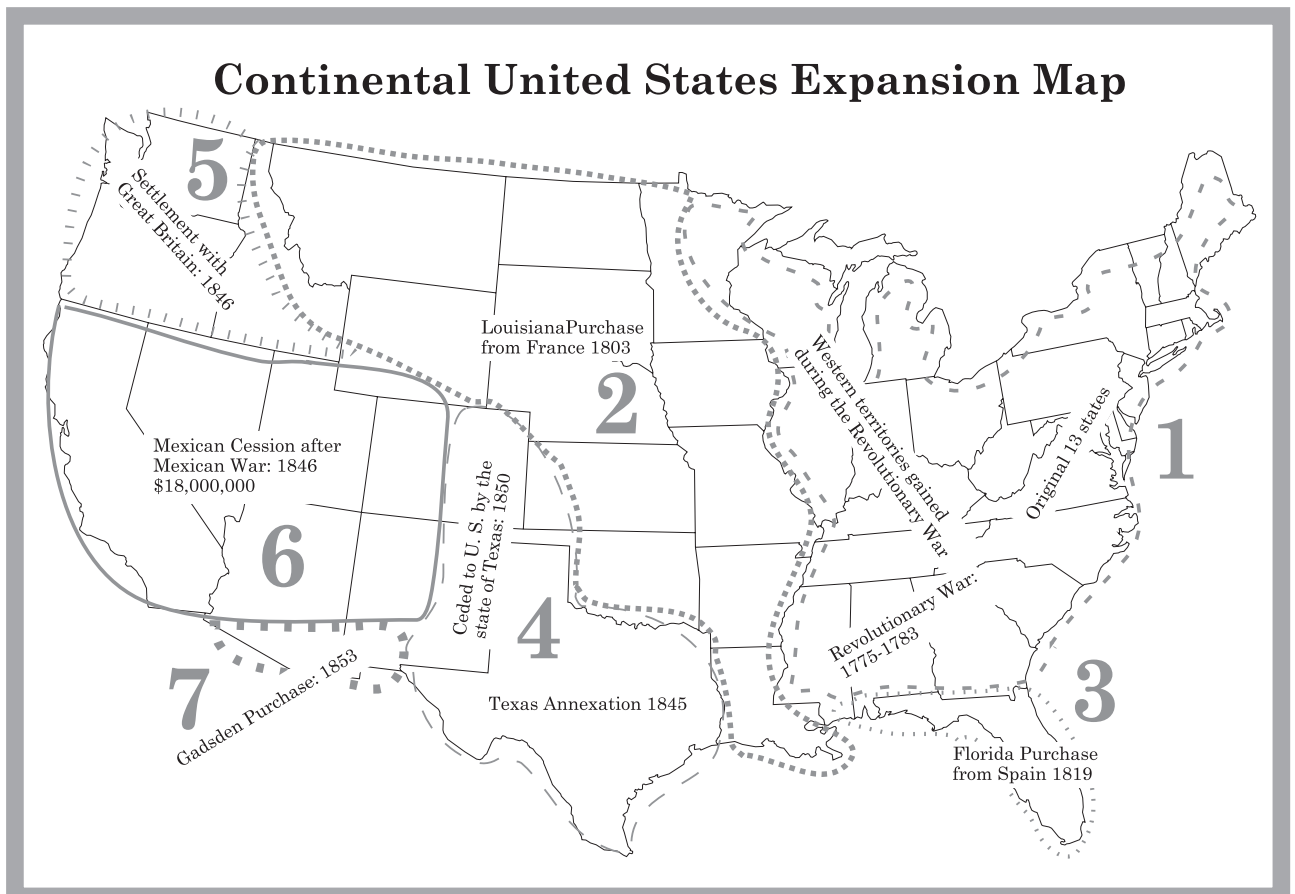 Continental United States Expansion Map
5
Settlement with
Great Britain: 1846
LouisianaPurchase
from France 1803
2
Western territories gained
during the Revolutionary War
Original 13 states
1
Mexican Cession after
Mexican War: 1846
$18,000,000
6
Ceded to U. S. by the
state of Texas: 1850
4
Revolutionary War:
1775-1783
3
7
Gadsden Purchase: 1853
Texas Annexation 1845
Florida Purchase
from Spain 1819